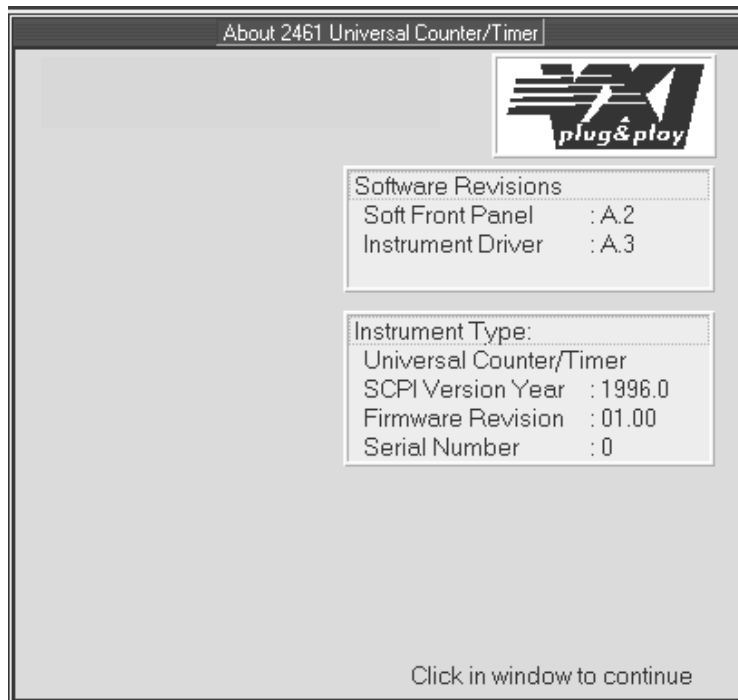 About 2461 Universal Counter/Timer
VXI
plug&play
Software Revisions
Soft Front Panel : A.2
Instrument Driver : A.3
Instrument Type:
Universal Counter/Timer
SCPI Version Year : 1996.0
Firmware Revision : 01.00
Serial Number : 0
Click in window to continue